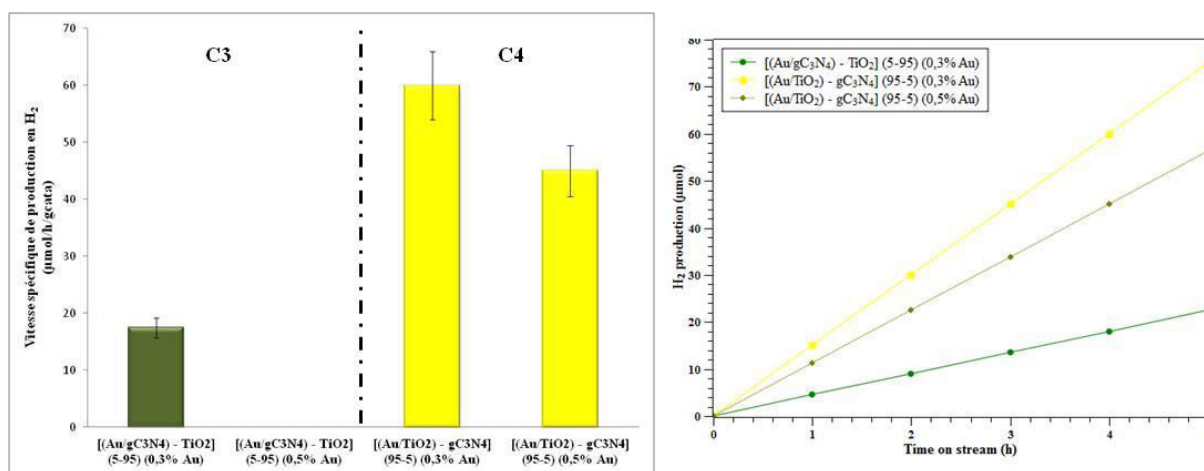 C3
C4
Vitesse spécifique de production en H2
(µmol/h/gcata)
70
60
50
40
30
20
10
0
[(Au/gC3N4) - TiO2]
(5-95) (0,3% Au)
[(Au/gC3N4) - TiO2]
(5-95) (0,5% Au)
[(Au/TiO2) - gC3N4]
(95-5) (0,3% Au)
[(Au/TiO2) - gC3N4]
(95-5) (0,5% Au)
[(Au/gC3N4) - TiO2] (5-95) (0,3% Au)
[(Au/TiO2) - gC3N4] (95-5) (0,3% Au)
[(Au/TiO2) - gC3N4] (95-5) (0,5% Au)
H2 production (µmol)
80
70
60
50
40
30
20
10
0
0 1 2 3 4
Time on stream (h)